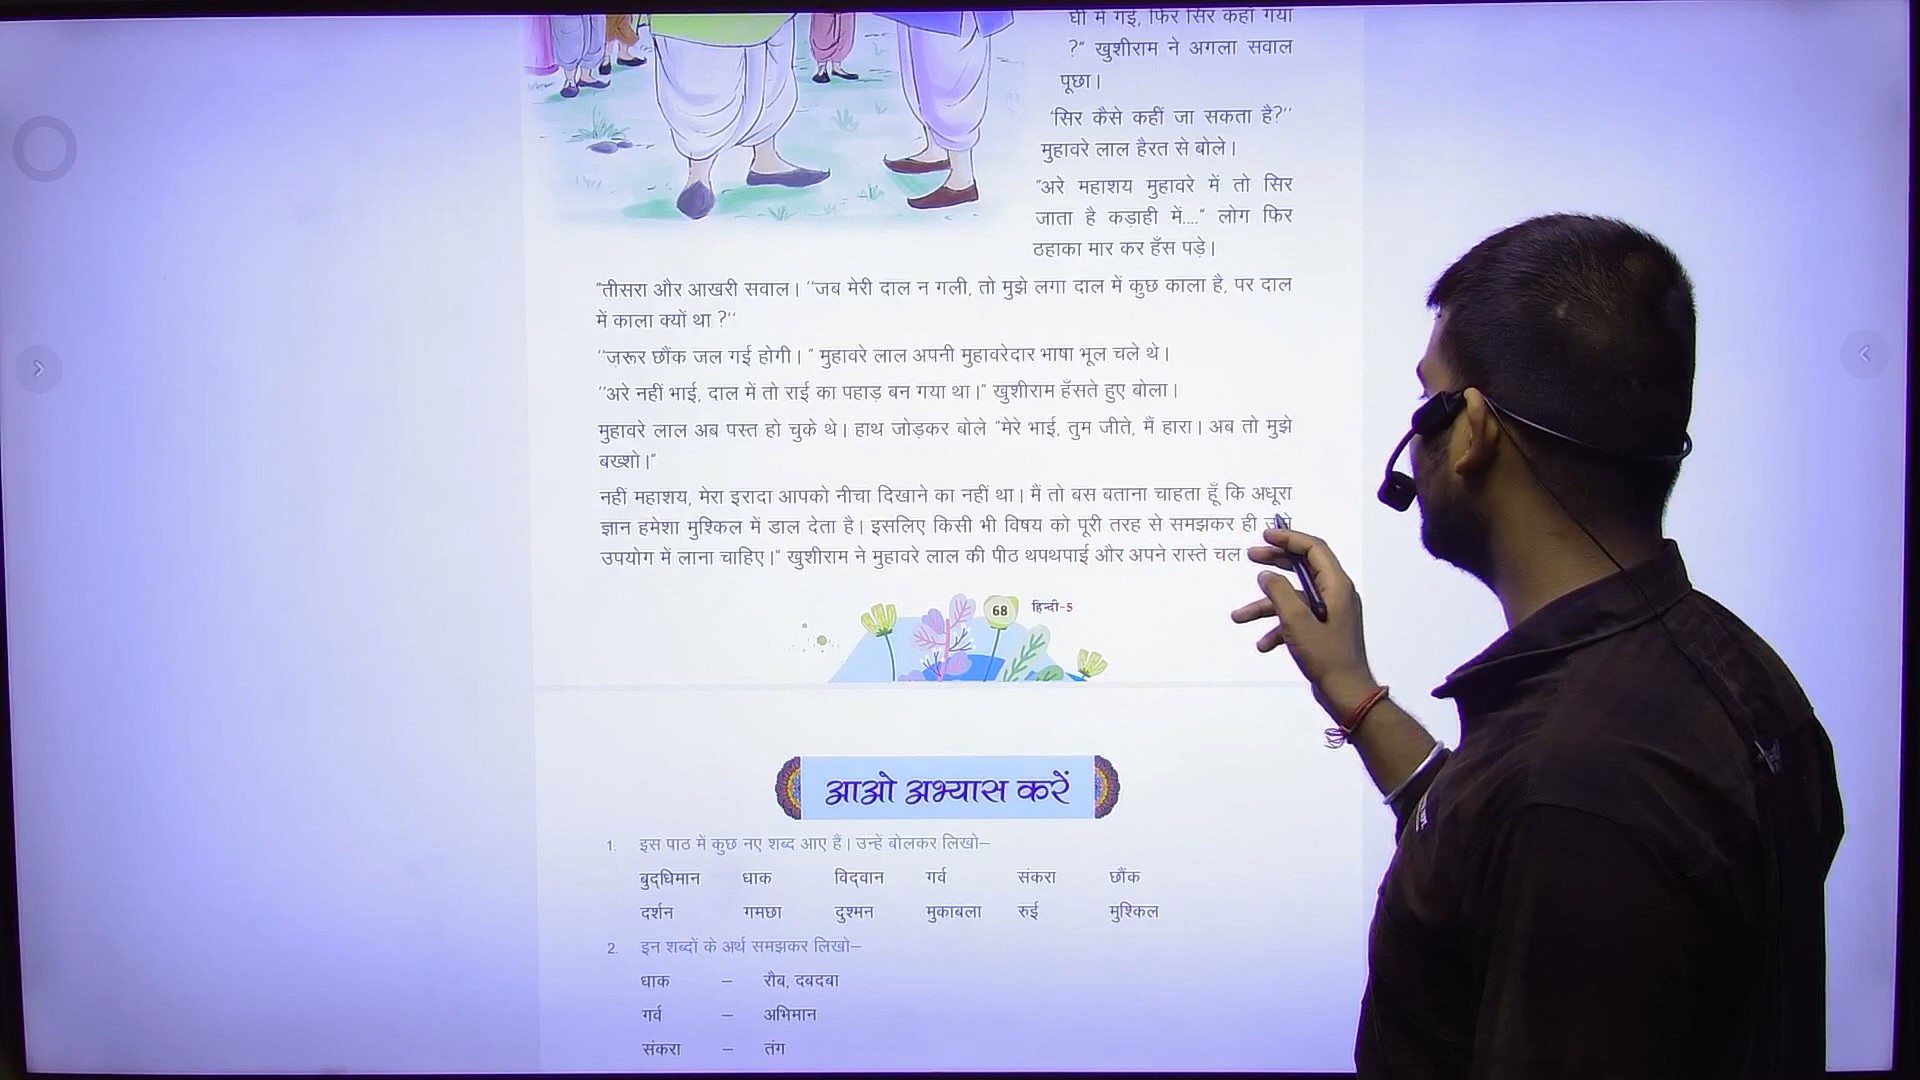 घी में गईं, फिर सिर कहाँ गया
?" खुशीराम ने अगला सवाल
पूछा।
'सिर कैसे कहीं जा सकता है?''
मुहावरे लाल हैरत से बोले।
"अरे महाशय मुहावरे में तो सिर
जाता है कड़ाही में...." लोग फिर
ठहाका मार कर हँस पड़े।
"तीसरा और आखरी सवाल। ''जब मेरी दाल न गली, तो मुझे लगा दाल में कुछ काला है, पर दाल
में काला क्यों था ?''
''ज़रूर छौंक जल गई होगी। " मुहावरे लाल अपनी मुहावरेदार भाषा भूल चले थे।
''अरे नहीं भाई, दाल में तो राई का पहाड़ बन गया था।" खुशीराम हँसते हुए बोला।
मुहावरे लाल अब पस्त हो चुके थे। हाथ जोड़कर बोले "मेरे भाई, तुम जीते, मैं हारा। अब तो मुझे
बख्शो।"
नहीं महाशय, मेरा इरादा आपको नीचा दिखाने का नहीं था। मैं तो बस बताना चाहता हूँ कि अधूरा
ज्ञान हमेशा मुश्किल में डाल देता है। इसलिए किसी भी विषय को पूरी तरह से समझकर ही
उपयोग में लाना चाहिए।" खुशीराम ने मुहावरे लाल की पीठ थपथपाई और अपने रास्ते चल
68 हिन्दी-5
आओ अभ्यास करें
1. इस पाठ में कुछ नए शब्द आए हैं। उन्हें बोलकर लिखो–
बुद्धिमान धाक विद्वान गर्व संकरा छौंक
दर्शन गमछा दुश्मन मुकाबला रुई मुश्किल
2. इन शब्दों के अर्थ समझकर लिखो–
धाक – रौब, दबदबा
गर्व – अभिमान
संकरा – तंग